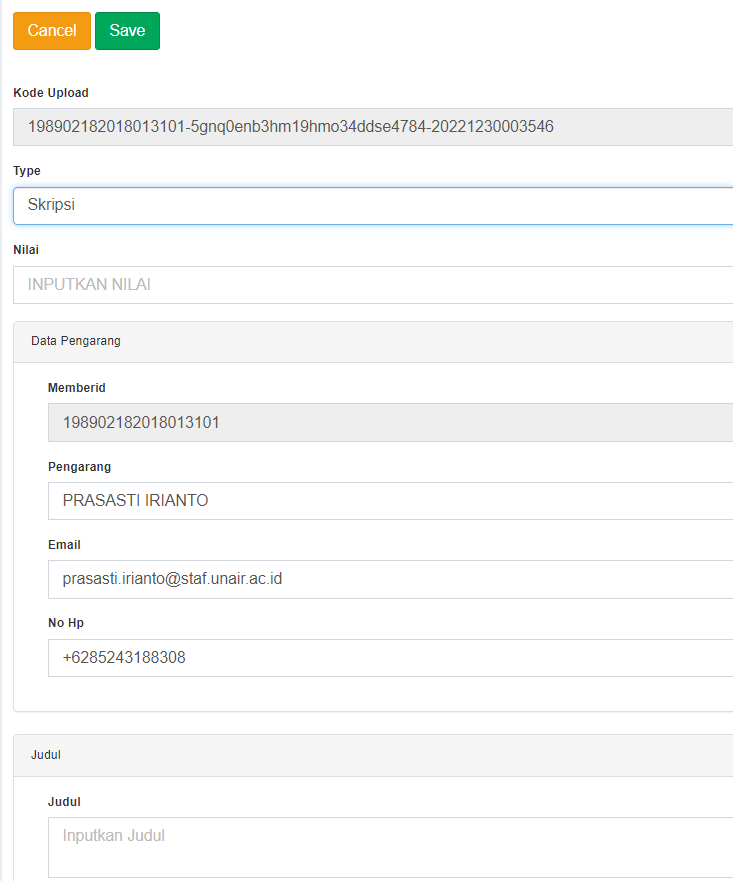 Cancel Save
Kode Upload
198902182018013101-5gnq0enb3hm19hmo34ddse4784-20221230003546
Type
Skripsi
Nilai
INPUTKAN NILAI
Data Pengarang
Memberid
198902182018013101
Pengarang
PRASASTI IRIANTO
Email
prasasti.irianto@staf.unair.ac.id
No Hp
+6285243188308
Judul
Judul
Inputkan Judul